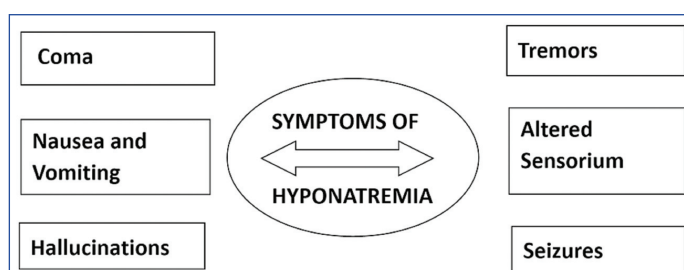 Coma
Nausea and
Vomiting
Hallucinations
SYMPTOMS OF
HYPONATREMIA
Tremors
Altered
Sensorium
Seizures